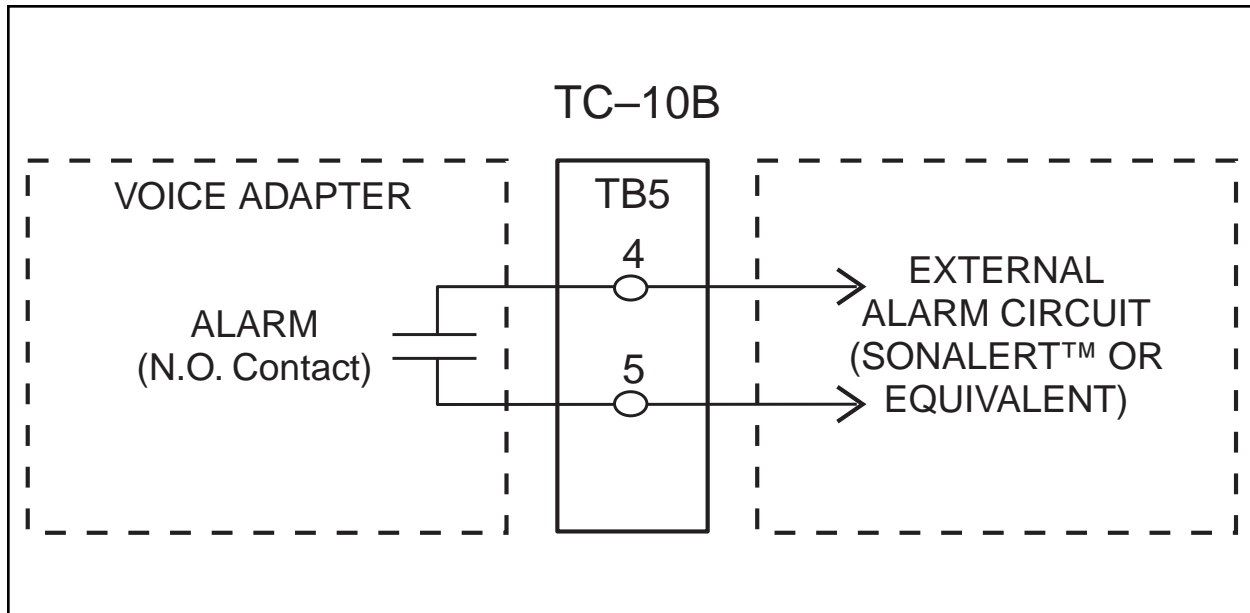 TC–10B
VOICE ADAPTER
TB5
4
ALARM
(N.O. Contact)
5
EXTERNAL
ALARM CIRCUIT
(SONALERT™ OR
EQUIVALENT)